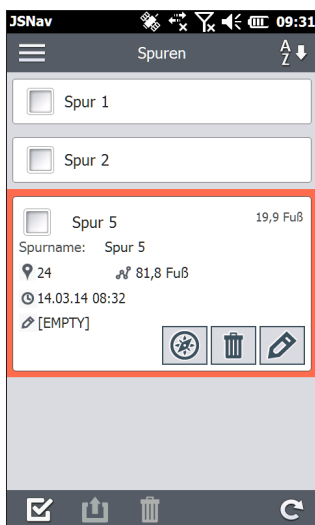 JSNav 09:31
Spuren A Z
Spur 1
Spur 2
Spur 5 19,9 Fuß
Spurname: Spur 5
24 81,8 Fuß
14.03.14 08:32
[EMPTY]